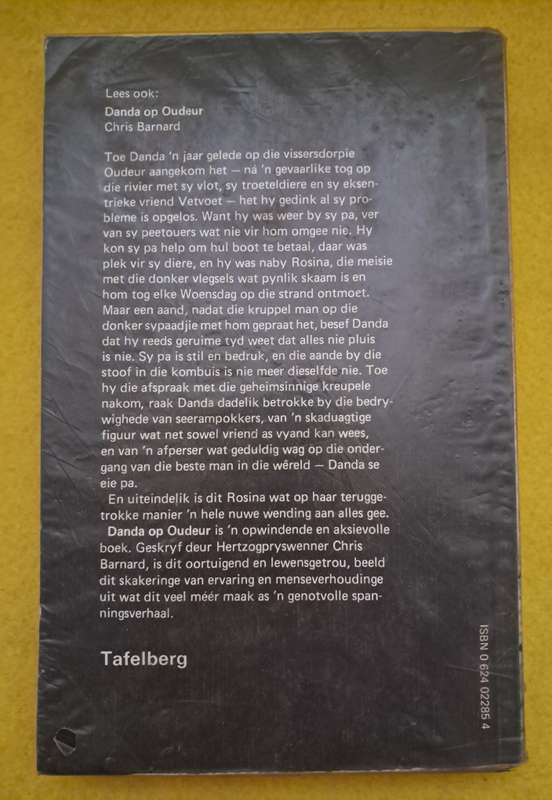 Lees ook:
Danda op Oudeur
Chris Barnard
Toe Danda 'n jaar gelede op die vissersdorpie
Oudeur aangekom het — ná 'n gevaarlike tog op
die rivier met sy vlot, sy troeteldiere en sy eksen-
trieke vriend Vetvoet — het hy gedink al sy pro-
bleme is opgelos. Want hy was weer by sy pa, ver
van sy peetouers wat nie vir hom omgee nie. Hy
kon sy pa help om hul boot te betaal, daar was
plek vir sy diere, en hy was naby Rosina, die meisie
met die donker vlegsels wat pynlik skaam is en
hom tog elke Woensdag op die strand ontmoet.
Maar een aand, nadat die kruppel man op die
donker sypaadjie met hom gepraat het, besef Danda
dat hy reeds geruime tyd weet dat alles nie pluis
is nie. Sy pa is stil en bedruk, en die aande by die
stoof in die kombuis is nie meer dieselfde nie. Toe
hy die afspraak met die geheimsinnige kreupele
nakom, raak Danda dadelik betrokke by die bedry-
wighede van seerampokkers, van 'n skaduagtige
figuur wat net sowel vriend as vyand kan wees,
en van 'n afperser wat geduldig wag op die onder-
gang van die beste man in die wêreld — Danda se
eie pa.
En uiteindelik is dit Rosina wat op haar terugge-
trokke manier 'n hele nuwe wending aan alles gee.
Danda op Oudeur is 'n opwindende en aksievolle
boek. Geskryf deur Hertzogpryswenner Chris
Barnard, is dit oortuigend en lewensgetrou, beeld
dit skakeringe van ervaring en menseverhoudinge
uit wat dit veel méér maak as 'n genotvolle span-
ningsverhaal.
Tafelberg
ISBN 0 624 02285 4